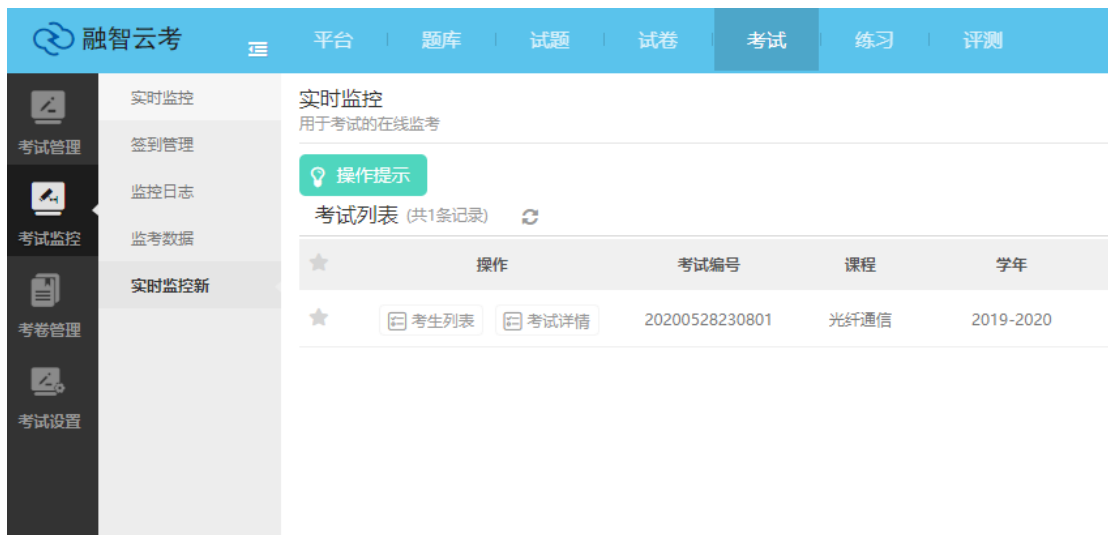 融智云考
平台 题库 试题 试卷 考试 练习 评测
考试管理
考试监控
考卷管理
考试设置
实时监控
签到管理
监控日志
监考数据
实时监控新
实时监控
用于考试的在线监考
操作提示
考试列表 (共1条记录)
操作 考试编号 课程 学年
考生列表 考试详情 20200528230801 光纤通信 2019-2020